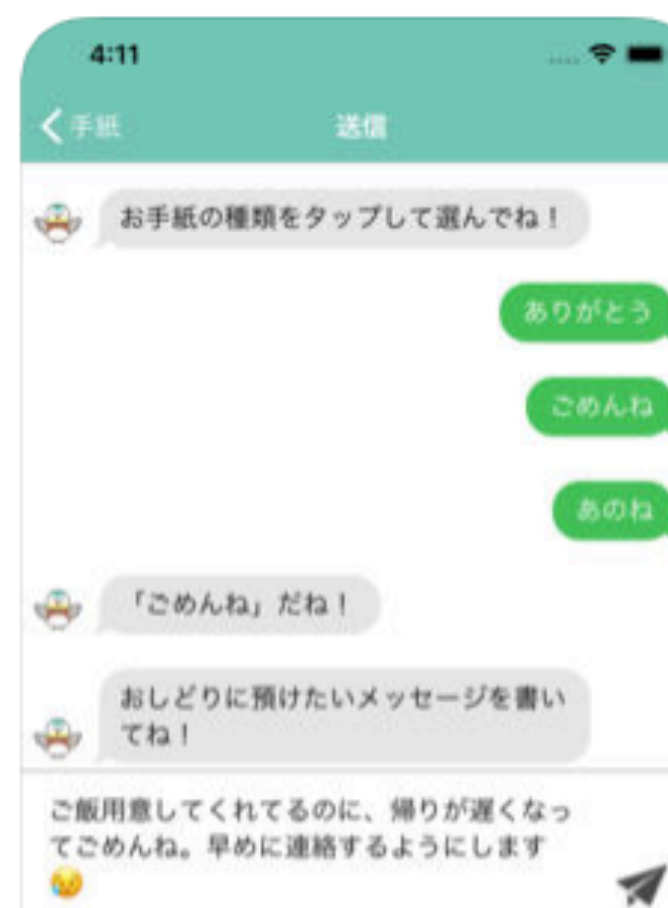 4:11
手紙
送信
お手紙の種類をタップして選んでね！
ありがとう
ごめんね
あのね
「ごめんね」だね！
おしどりに預けたいメッセージを書い
てね！
ご飯用意してくれてるのに、帰りが遅くなっ
てごめんね。早めに連絡するようにします
😢